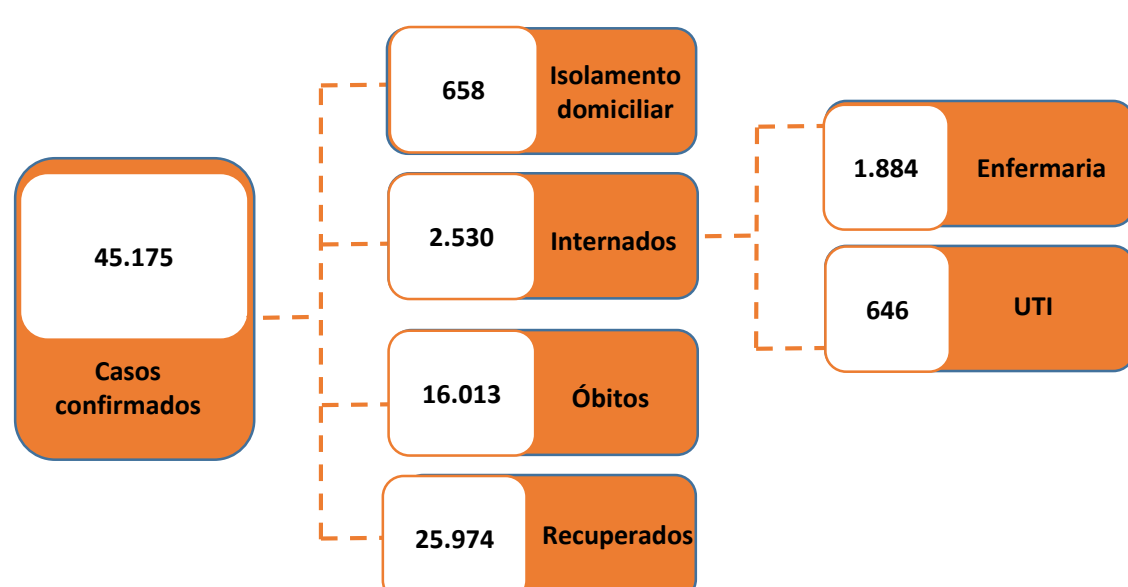 45.175
Casos
confirmados
658
Isolamento
domiciliar
2.530
Internados
16.013
Óbitos
25.974
Recuperados
1.884
Enfermaria
646
UTI